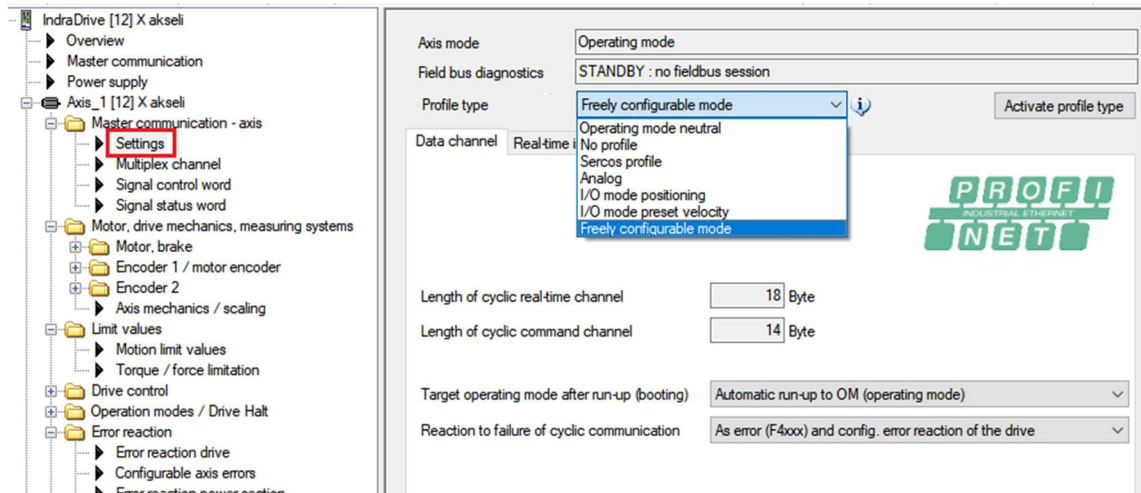 IndraDrive [12] X akseli
Overview
Master communication
Power supply
Axis_1 [12] X akseli
Master communication - axis
Settings
Multiplex channel
Signal control word
Signal status word
Motor, drive mechanics, measuring systems
Motor, brake
Encoder 1 / motor encoder
Encoder 2
Axis mechanics / scaling
Limit values
Motion limit values
Torque / force limitation
Drive control
Operation modes / Drive Halt
Error reaction
Error reaction drive
Configurable axis errors
Error reaction power section
Axis mode Operating mode
Field bus diagnostics STANDBY : no fieldbus session
Profile type Freely configurable mode Activate profile type
Operating mode neutral
No profile
Sercos profile
Analog
I/O mode positioning
I/O mode preset velocity
Freely configurable mode
Data channel Real-time
PROFI
INDUSTRIAL ETHERNET
NET
Length of cyclic real-time channel 18 Byte
Length of cyclic command channel 14 Byte
Target operating mode after run-up (booting) Automatic run-up to OM (operating mode)
Reaction to failure of cyclic communication As error (F4xxx) and config. error reaction of the drive